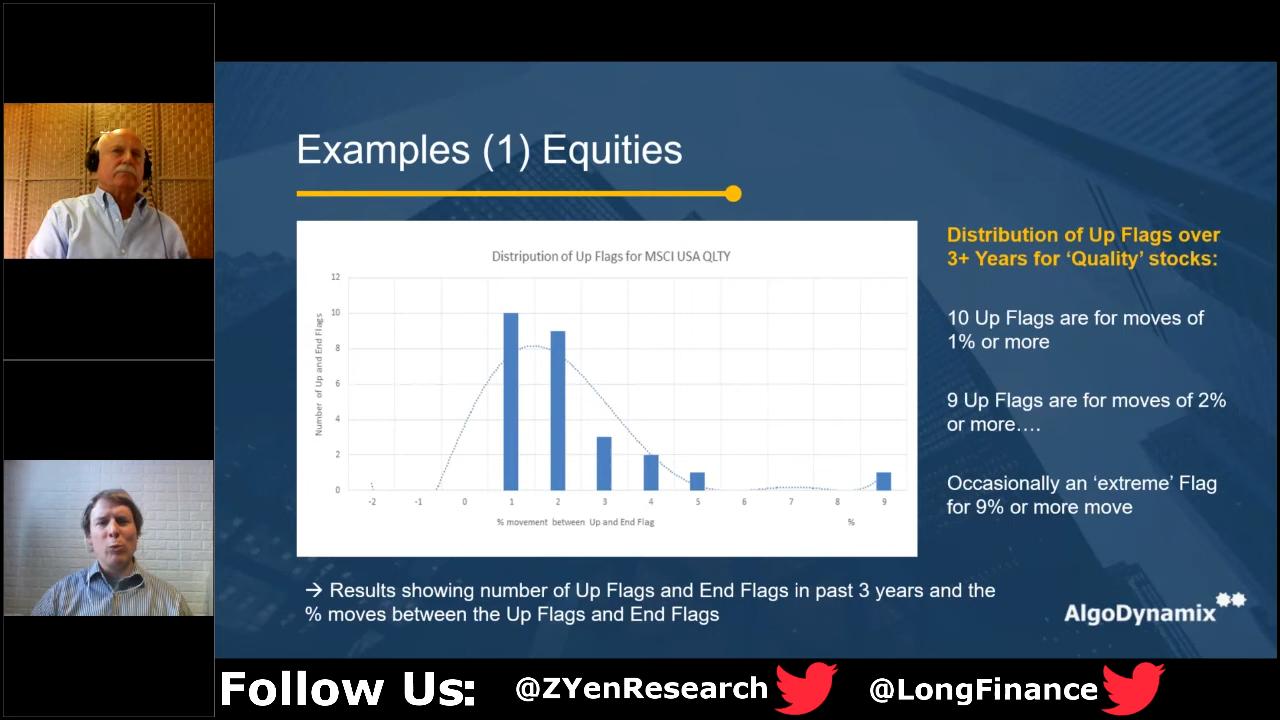 Examples (1) Equities
Distripution of Up Flags for MSCI USA QLTY
Number of Up and End Flags
12
10
8
6
4
2
0
-2 -1 0 1 2 3 4 5 6 7 8 9
% movement between Up and End Flag %
Distribution of Up Flags over
3+ Years for ‘Quality’ stocks:
10 Up Flags are for moves of
1% or more
9 Up Flags are for moves of 2%
or more….
Occasionally an ‘extreme’ Flag
for 9% or more move
→ Results showing number of Up Flags and End Flags in past 3 years and the
% moves between the Up Flags and End Flags
AlgoDynamix
Follow Us: @ZYenResearch @LongFinance